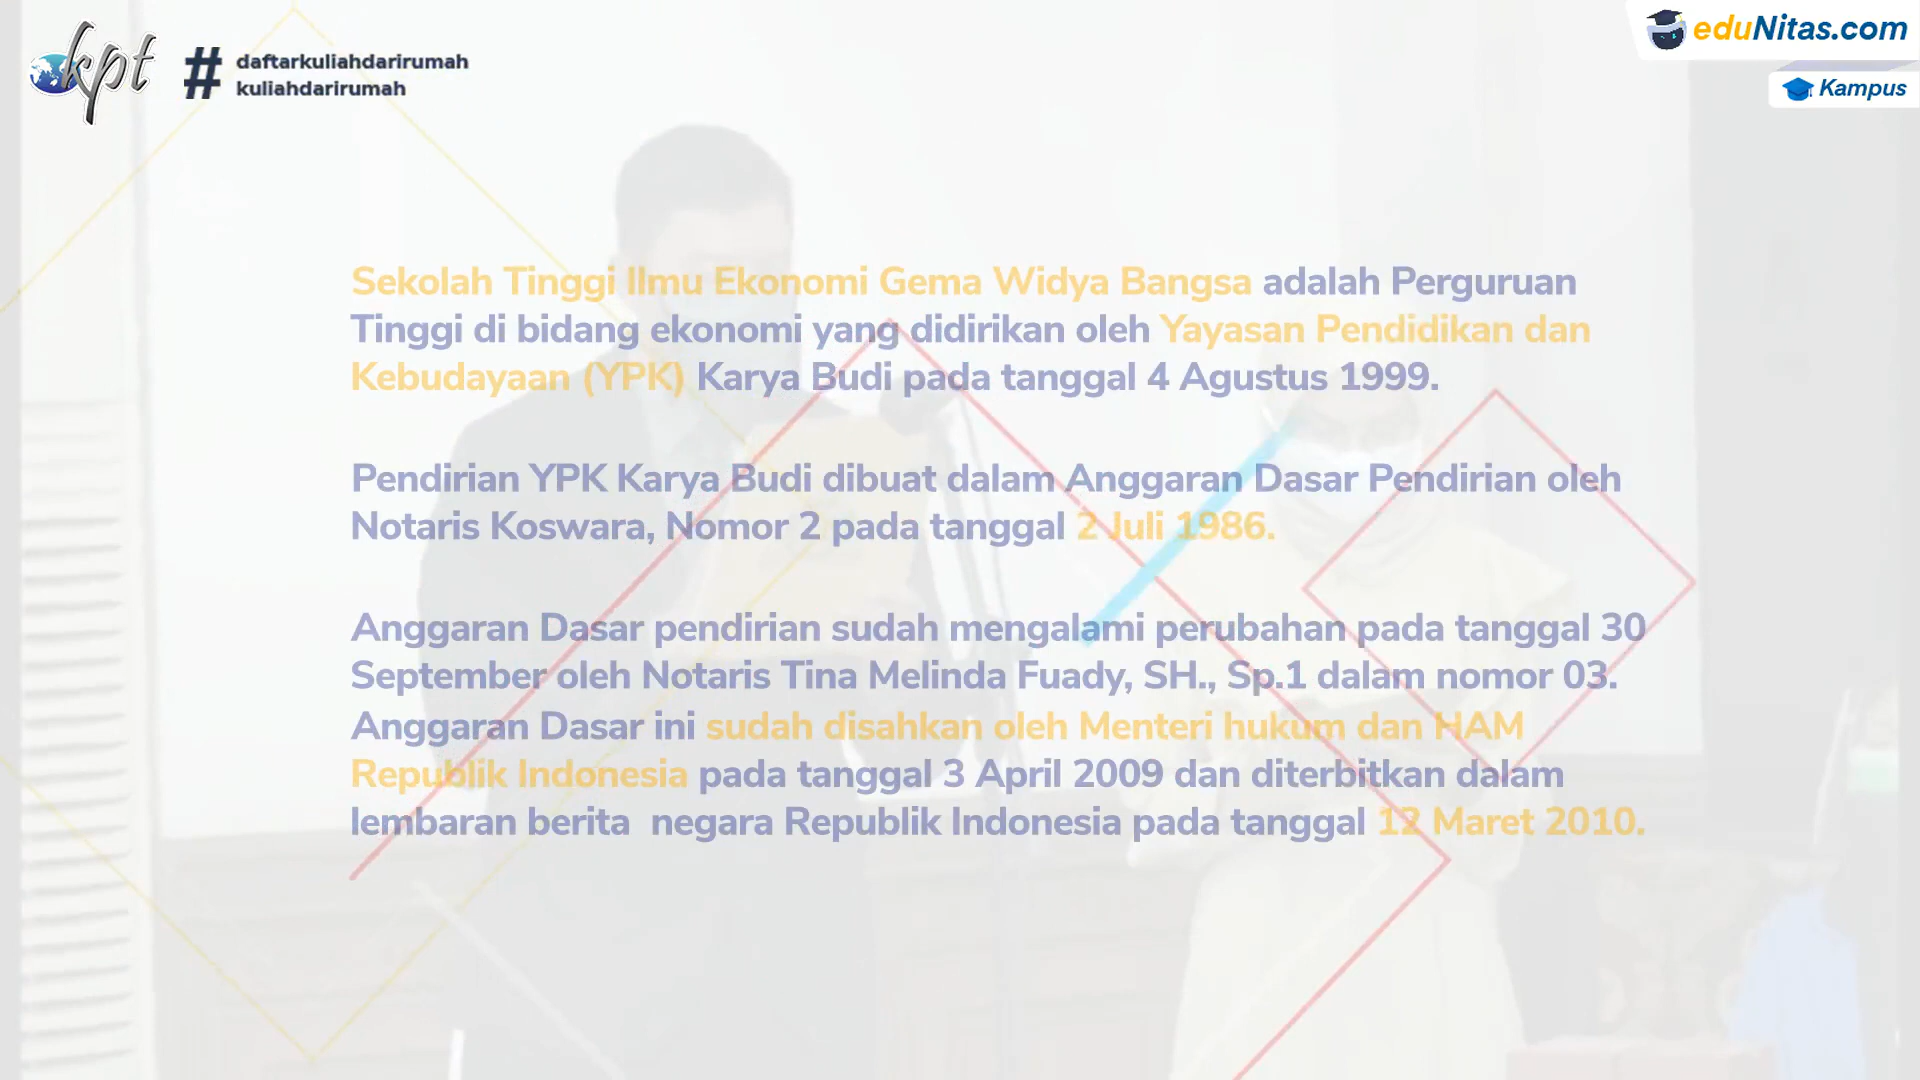 kpt
#
daftarkuliahdarirumah
kuliahdarirumah
eduNitas.com
Kampus
Sekolah Tinggi Ilmu Ekonomi Gema Widya Bangsa adalah Perguruan
Tinggi di bidang ekonomi yang didirikan oleh Yayasan Pendidikan dan
Kebudayaan (YPK) Karya Budi pada tanggal 4 Agustus 1999.
Pendirian YPK Karya Budi dibuat dalam Anggaran Dasar Pendirian oleh
Notaris Koswara, Nomor 2 pada tanggal 2 Juli 1986.
Anggaran Dasar pendirian sudah mengalami perubahan pada tanggal 30
September oleh Notaris Tina Melinda Fuady, SH., Sp.1 dalam nomor 03.
Anggaran Dasar ini sudah disahkan oleh Menteri hukum dan HAM
Republik Indonesia pada tanggal 3 April 2009 dan diterbitkan dalam
lembaran berita negara Republik Indonesia pada tanggal 12 Maret 2010.